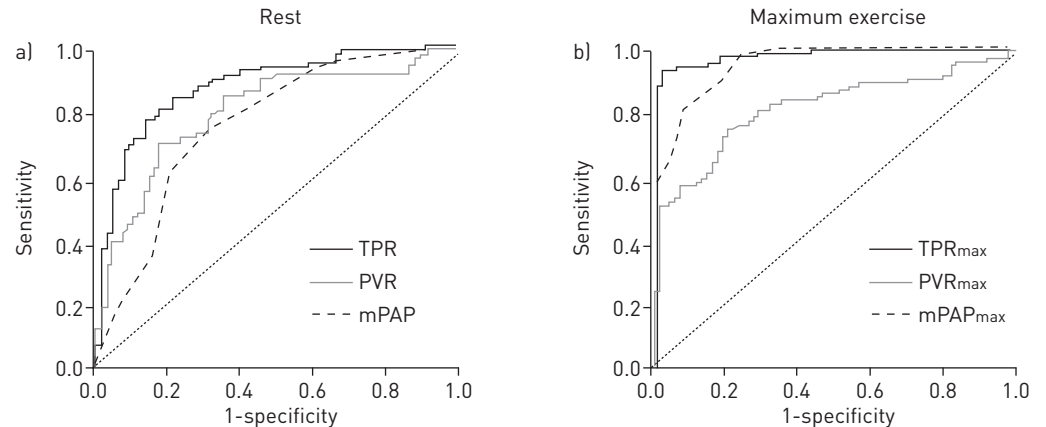 Rest
a)
1.0
0.8
0.6
0.4
0.2
0.0
Sensitivity
TPR
PVR
mPAP
0.0 0.2 0.4 0.6 0.8 1.0
1-specificity
Maximum exercise
b)
1.0
0.8
0.6
0.4
0.2
0.0
Sensitivity
TPRmax
PVRmax
mPAPmax
0.0 0.2 0.4 0.6 0.8 1.0
1-specificity